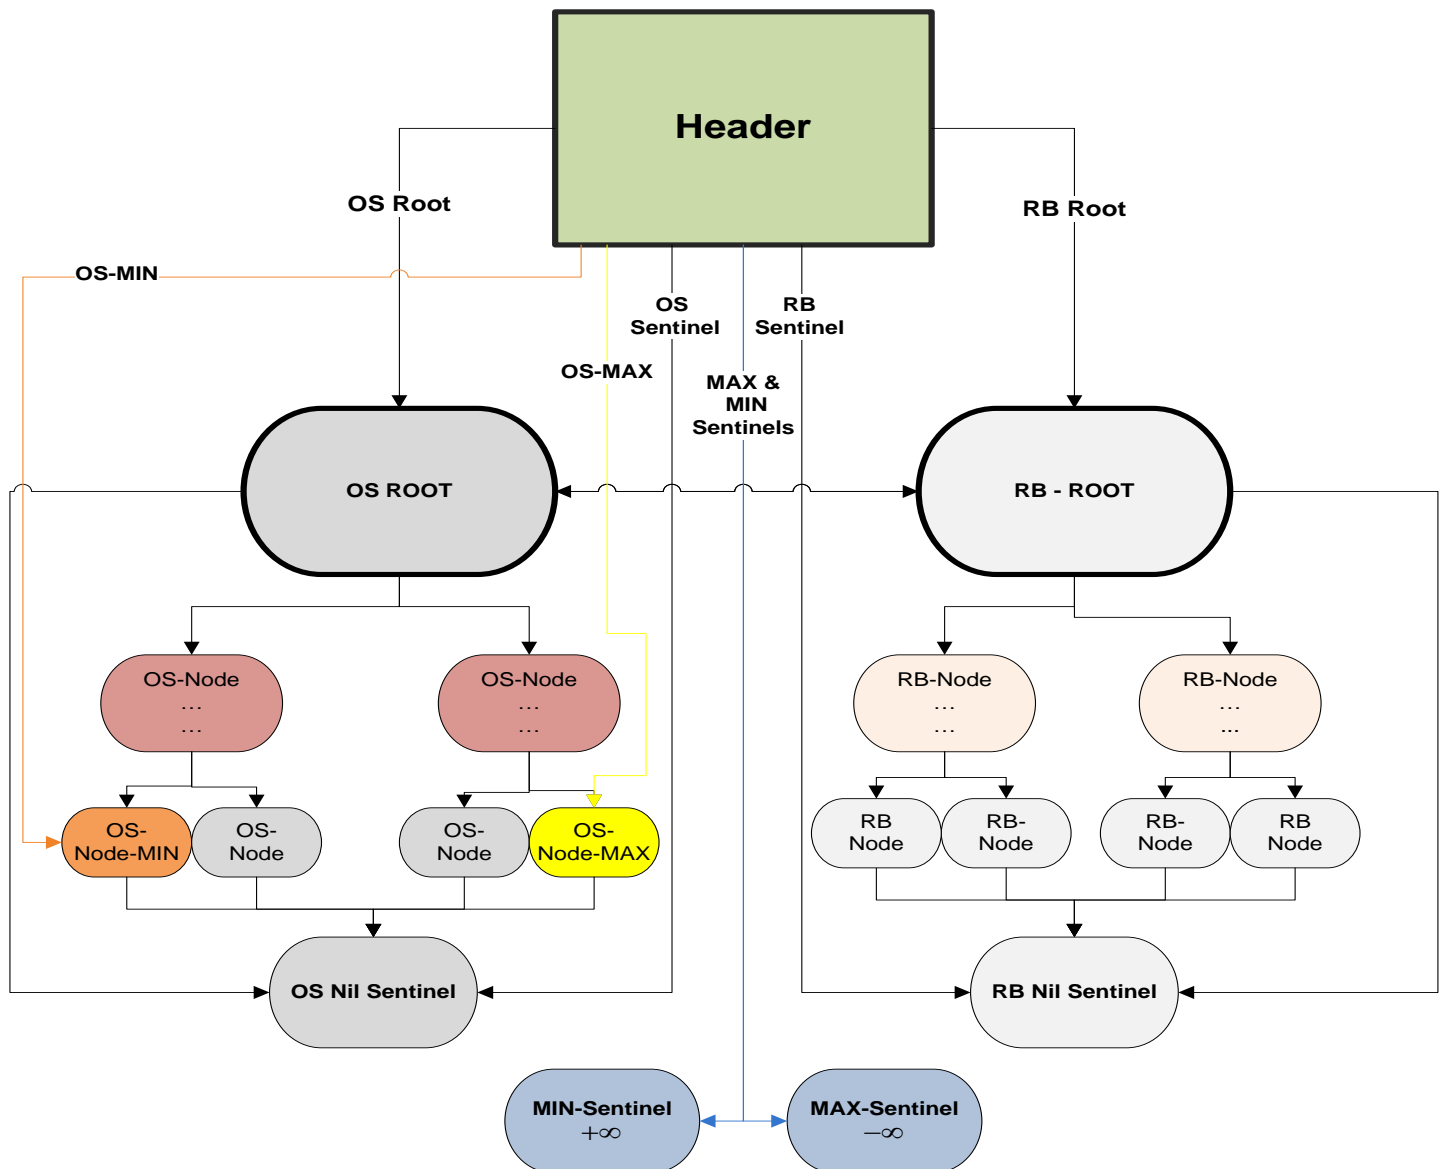 Header
OS Root
RB Root
OS-MIN
OS
Sentinel
RB
Sentinel
OS-MAX
MAX &
MIN
Sentinels
OS ROOT
RB - ROOT
OS-Node
...
...
OS-Node
...
...
RB-Node
...
...
RB-Node
...
...
OS-
Node-MIN
OS-
Node
OS-
Node
OS-
Node-MAX
RB
Node
RB-
Node
RB-
Node
RB
Node
OS Nil Sentinel
RB Nil Sentinel
MIN-Sentinel
+∞
MAX-Sentinel
−∞